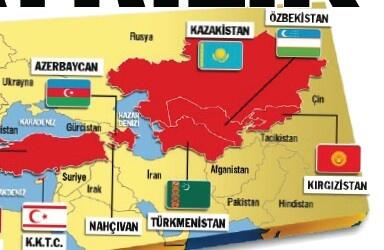 ÖZBEKİSTAN
KAZAKİSTAN
Rusya
AZERBAYCAN
Ukrayna
KARADENİZ
Gürcistan
HAZAR
DENİZİ
Çin
Tacikistan
Suriye
Irak
İran
Afganistan
Pakistan
Hindistan
KIRGIZİSTAN
K.K.T.C.
NAHÇIVAN
TÜRKMENİSTAN